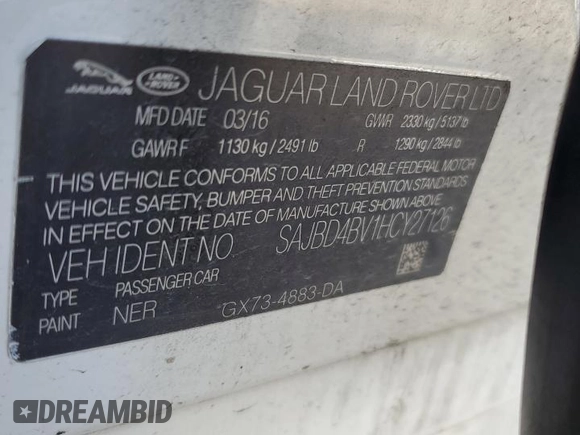 JAGUAR LAND ROVER JAGUAR LAND ROVER LTD
MFD DATE 03/16 GVWR 2330 kg / 5137 lb
GAWR F 1130 kg / 2491 lb R 1290 kg / 2844 lb
THIS VEHICLE CONFORMS TO ALL APPLICABLE FEDERAL MOTOR
VEHICLE SAFETY, BUMPER AND THEFT PREVENTION STANDARDS
IN EFFECT ON THE DATE OF MANUFACTURE SHOWN ABOVE
VEH IDENT NO SAJBD4BV1HCY27126
TYPE PASSENGER CAR
PAINT NER GX73-4883-DA
DREAMBID